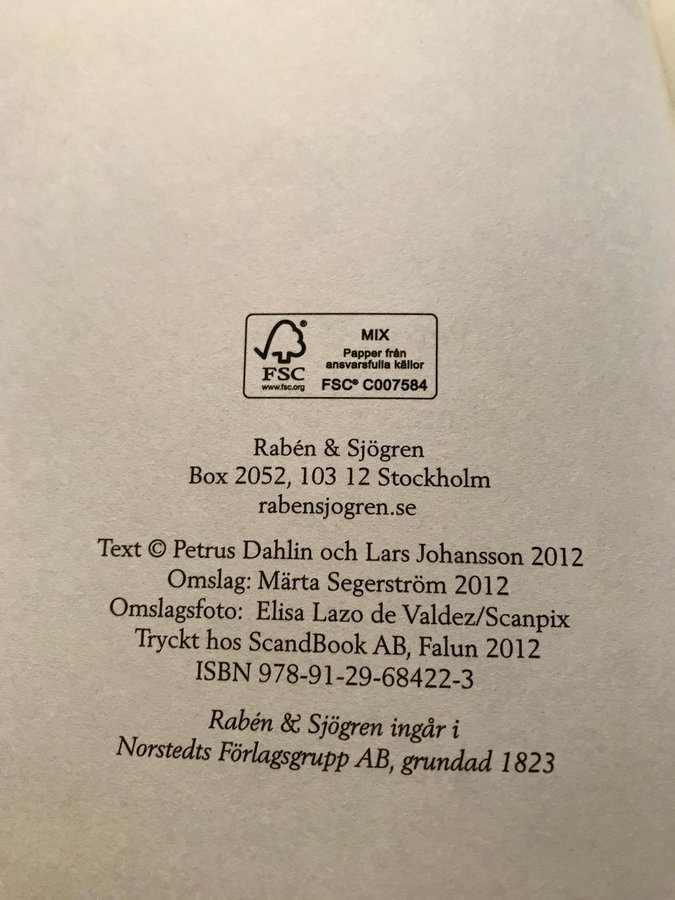 MIX
Papper från
ansvarsfulla källor
FSC® C007584
FSC
www.fsc.org
Rabén & Sjögren
Box 2052, 103 12 Stockholm
rabensjogren.se
Text © Petrus Dahlin och Lars Johansson 2012
Omslag: Märta Segerström 2012
Omslagsfoto: Elisa Lazo de Valdez/Scanpix
Tryckt hos ScandBook AB, Falun 2012
ISBN 978-91-29-68422-3
Rabén & Sjögren ingår i
Norstedts Förlagsgrupp AB, grundad 1823